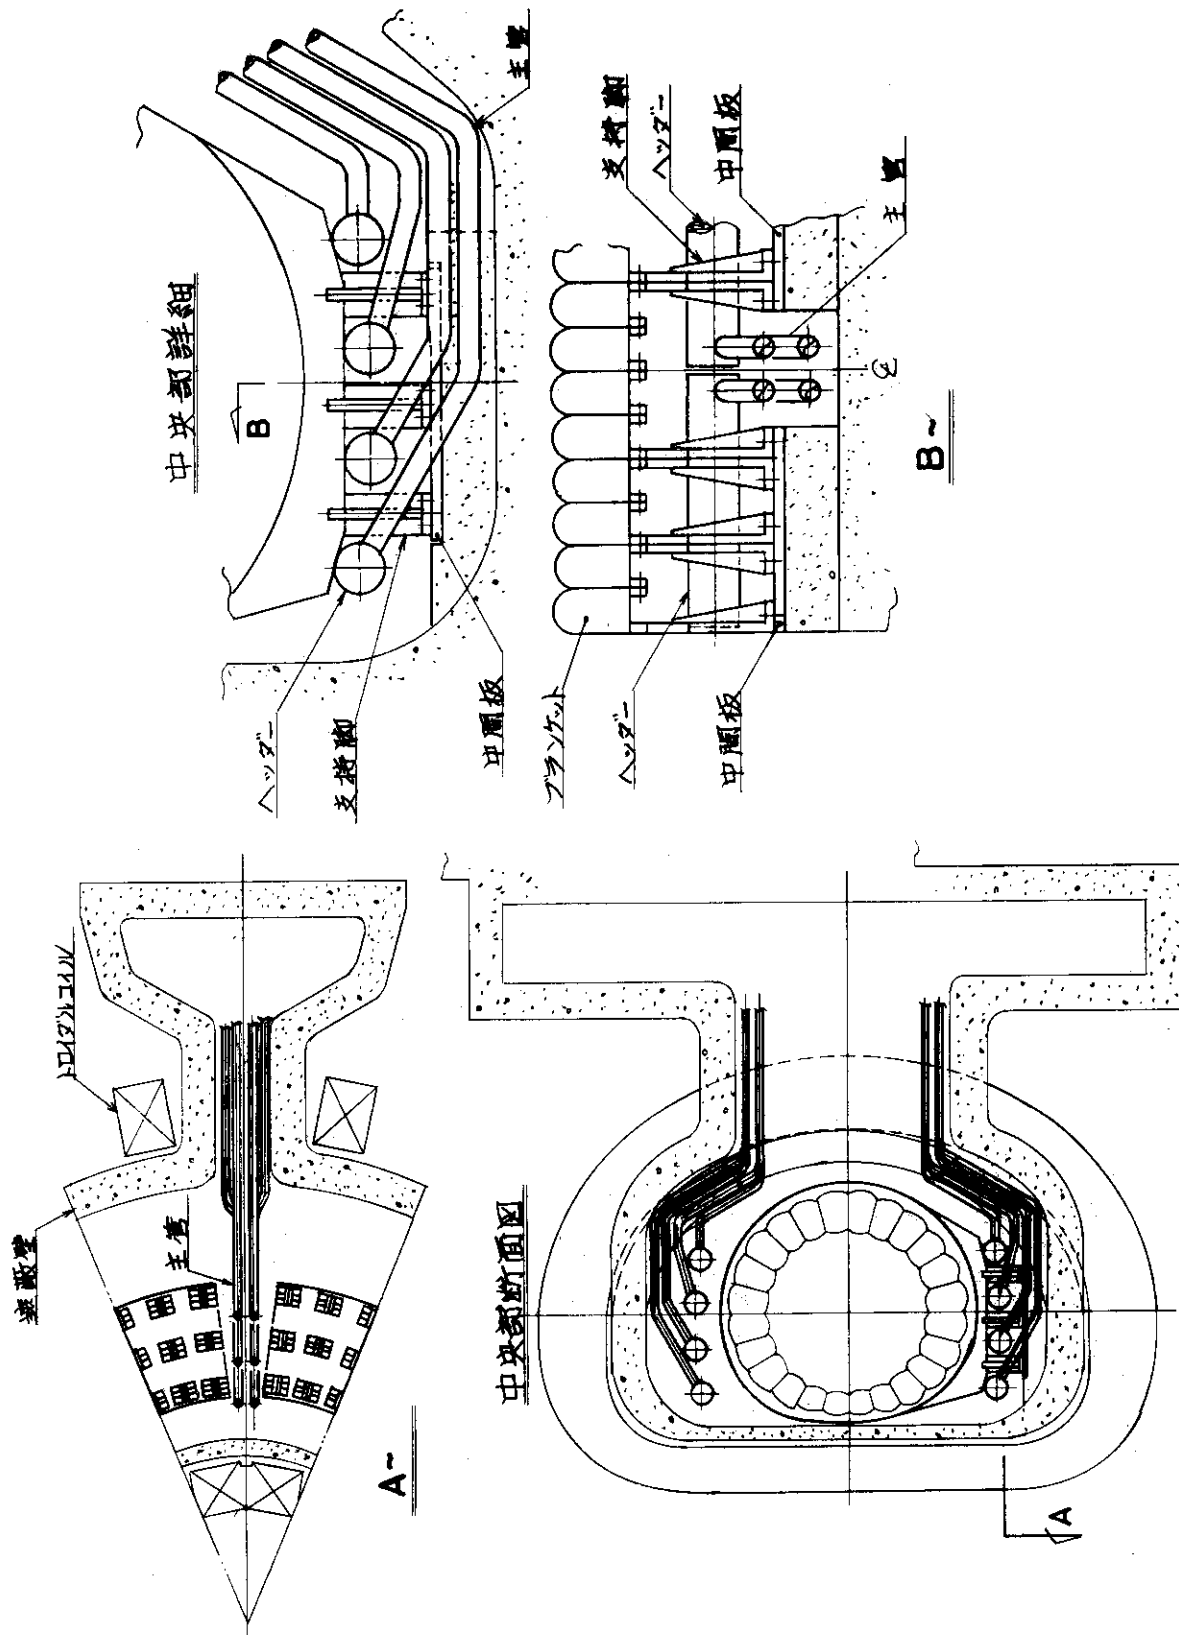 中央部詳細
B
ヘッダー
支持脚
中間板
主管
ブランケット
ヘッダー
中間板
支持脚
ヘッダー
中間板
主管
B~
トロイダルコイル
遮蔽壁
主管
A~
中央部断面図
A